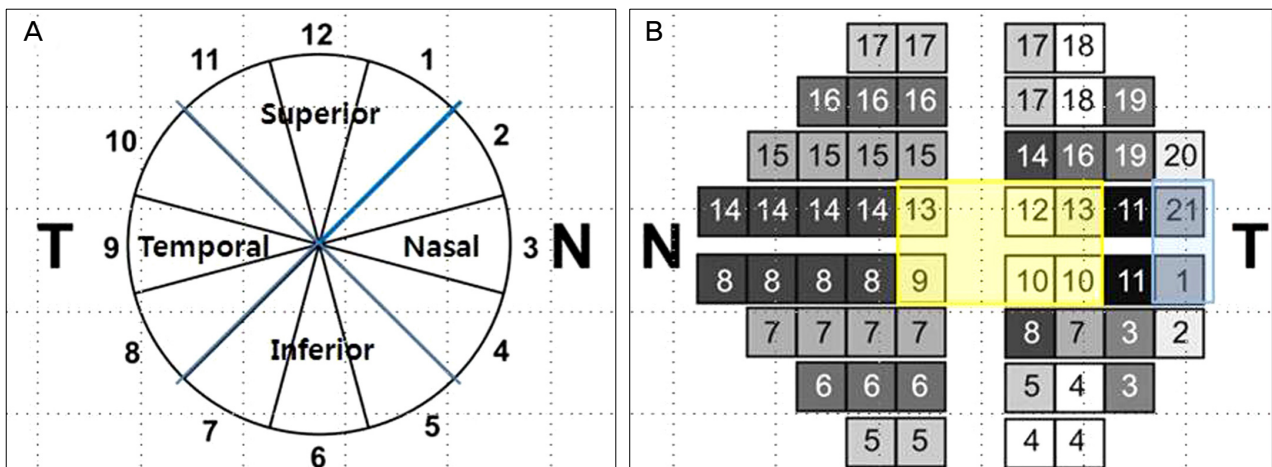 A
12
11
1
Superior
10
2
T
9
Temporal
Nasal
3
N
8
4
Inferior
7
5
6
B
17 17 17 18
16 16 16 17 18 19
15 15 15 15 14 16 19 20
14 14 14 14 13 12 13 11 21
N T
8 8 8 8 9 10 10 11 1
7 7 7 7 8 7 3 2
6 6 6 5 4 3
5 5 4 4